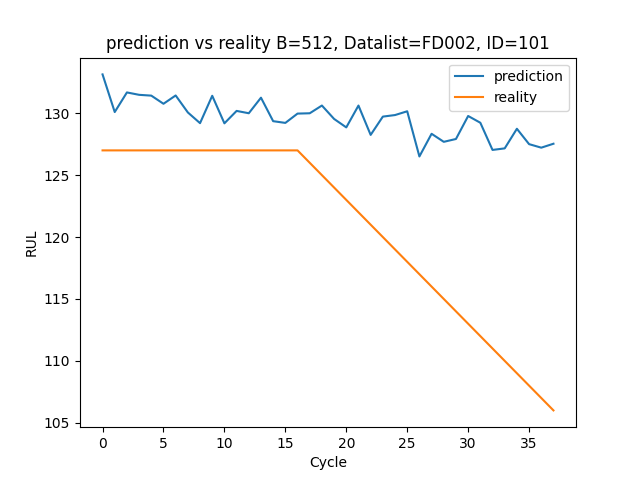 prediction vs reality B=512, Datalist=FD002, ID=101
prediction
reality
130
125
120
115
110
105
RUL
0 5 10 15 20 25 30 35
Cycle